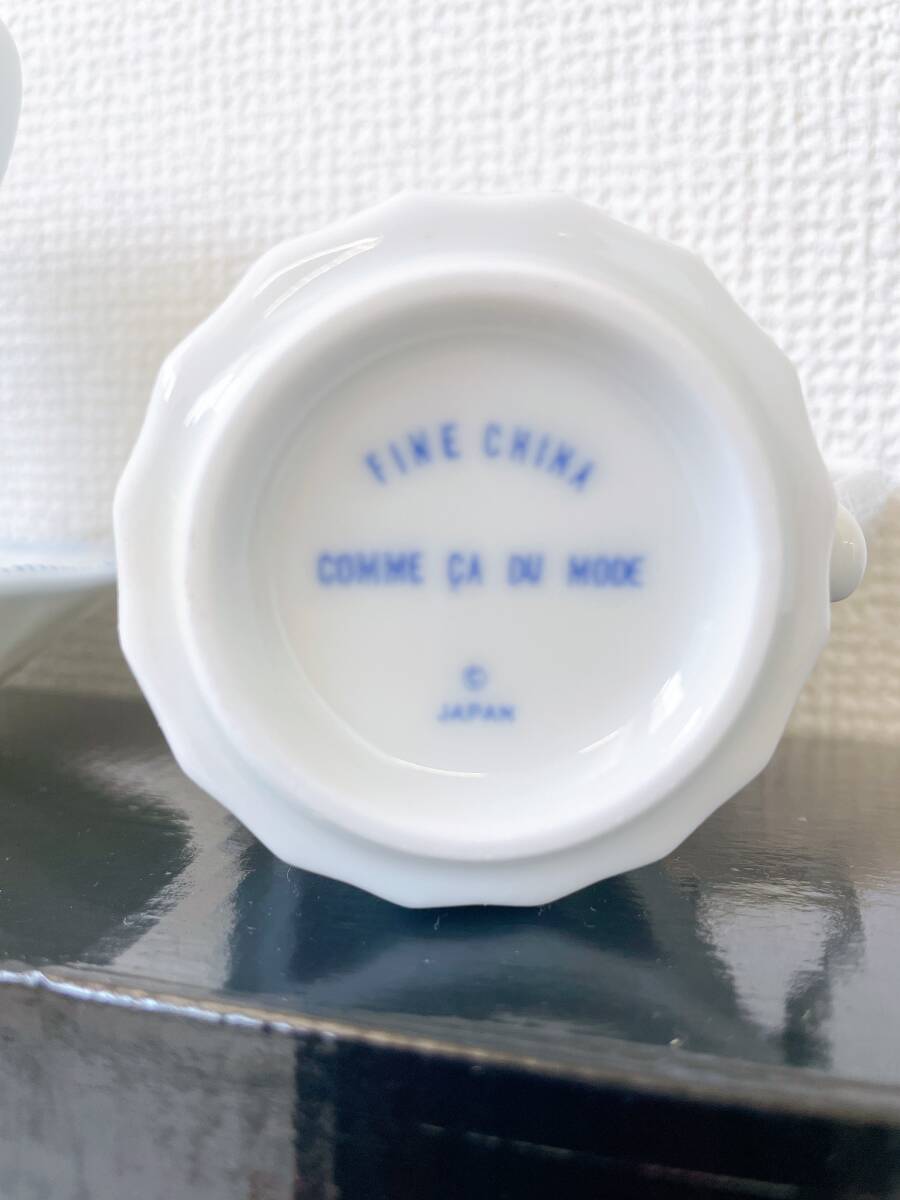 FINE CHINA
COMME ÇA DU MODE
©
JAPAN